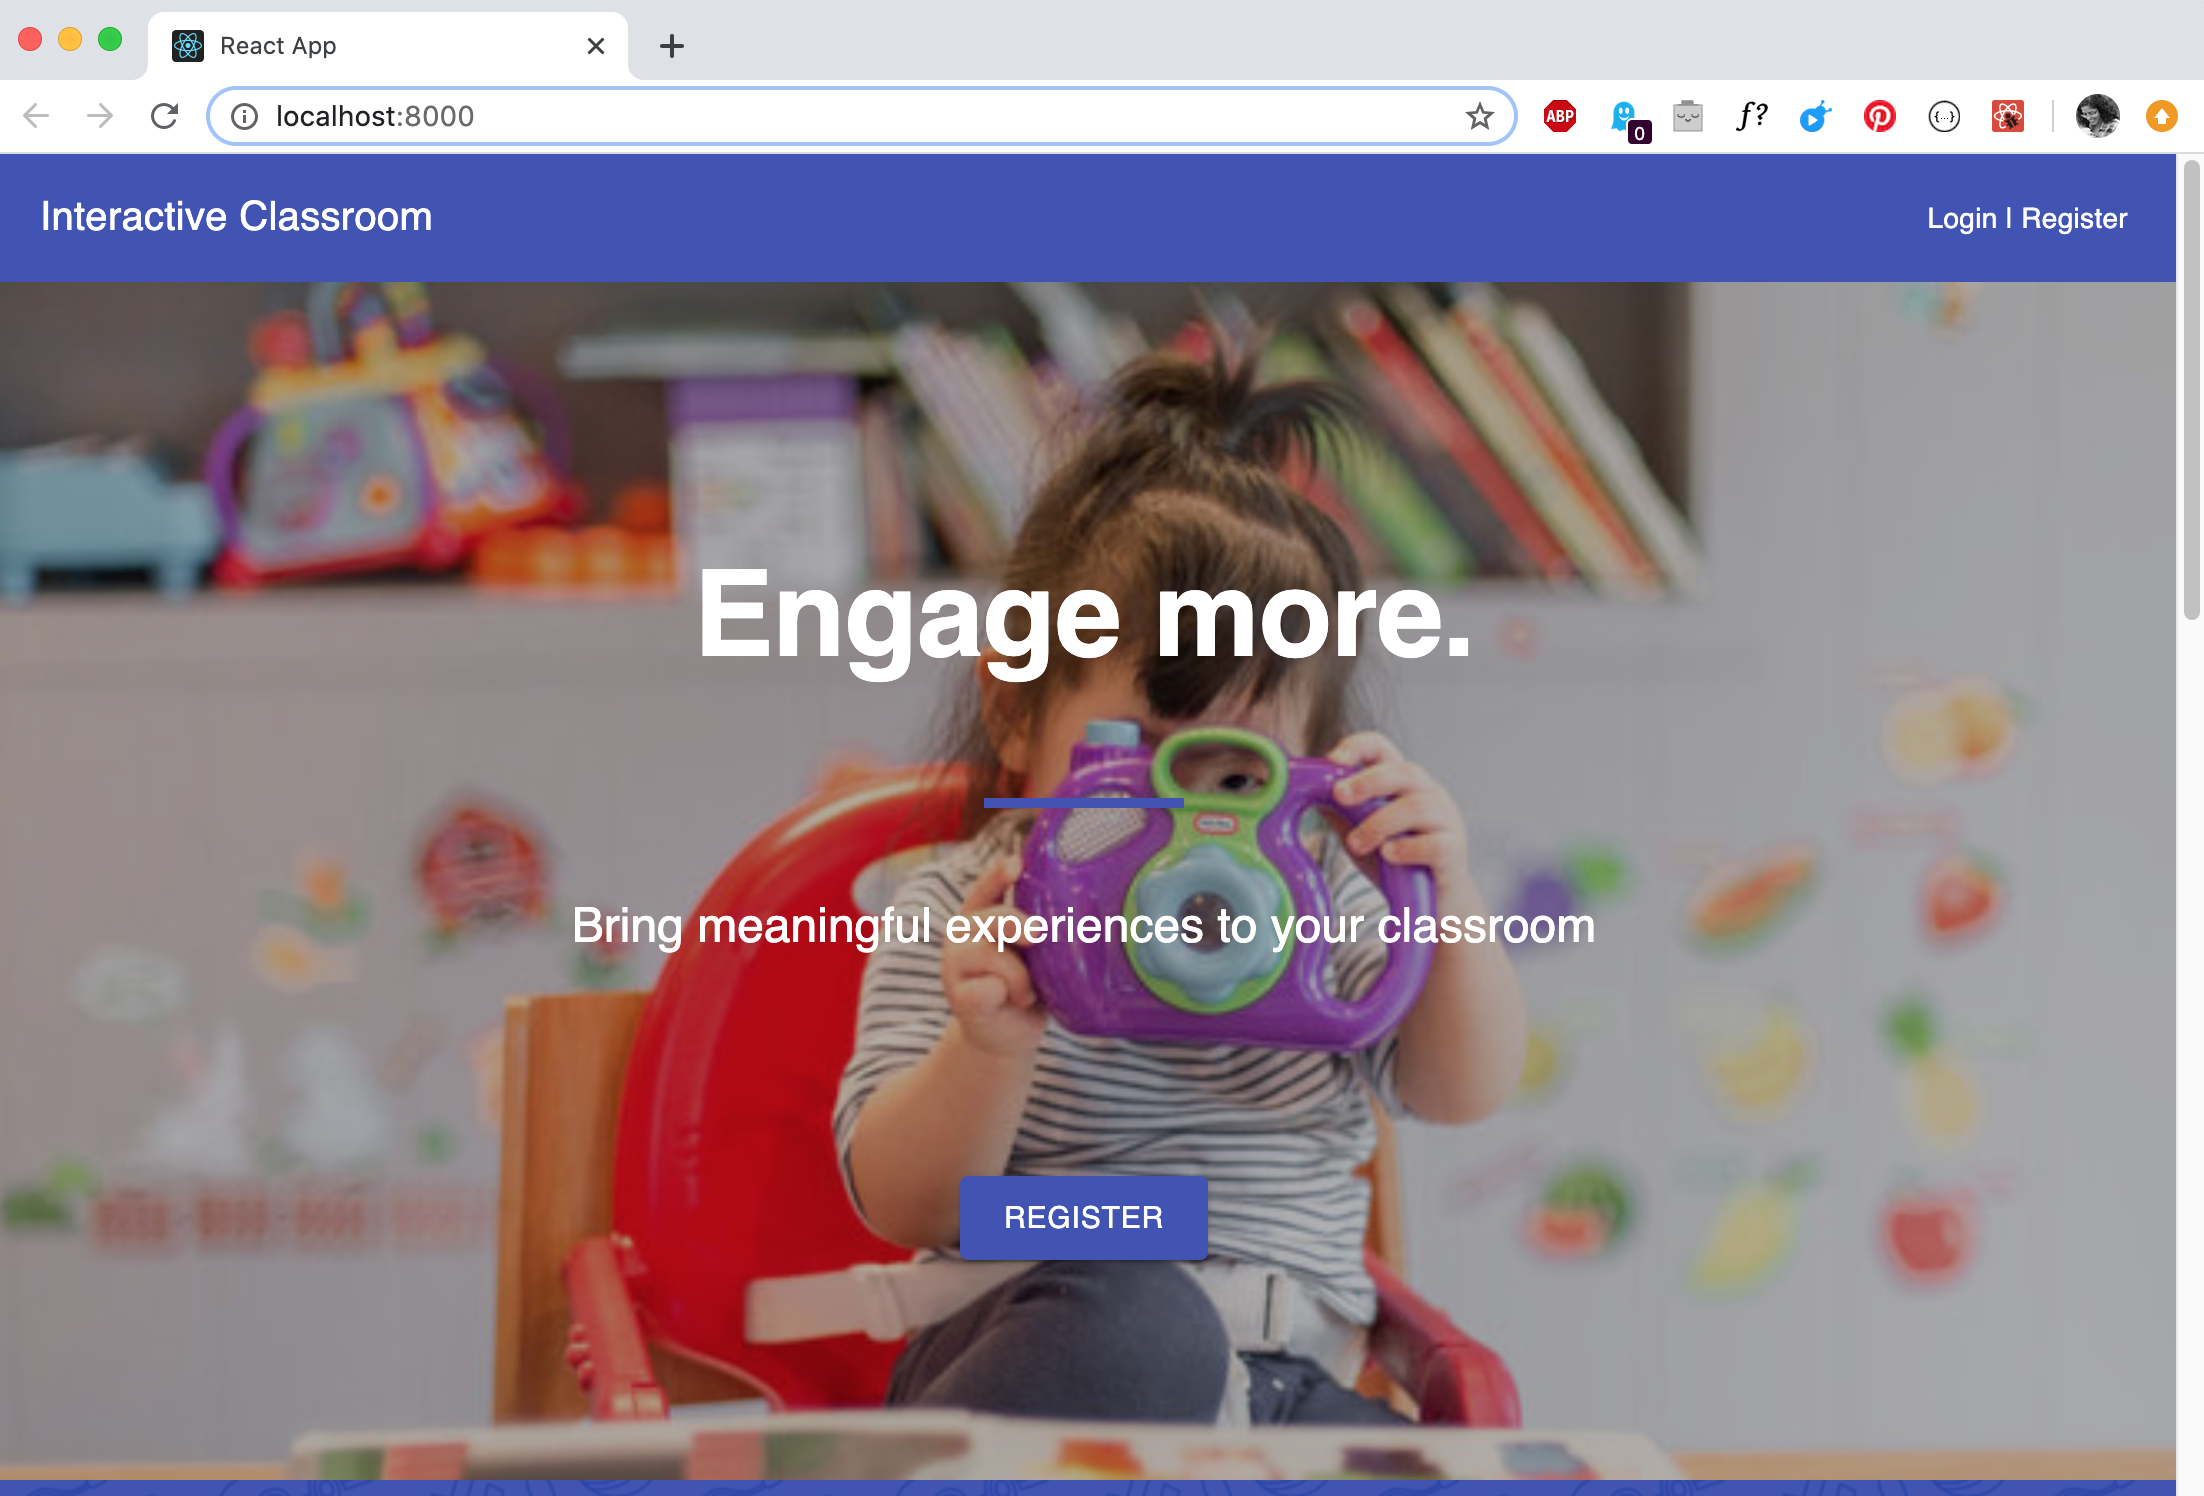 React App
localhost:8000
ABP
0
f?
{...}
Interactive Classroom
Login | Register
Engage more.
Bring meaningful experiences to your classroom
REGISTER